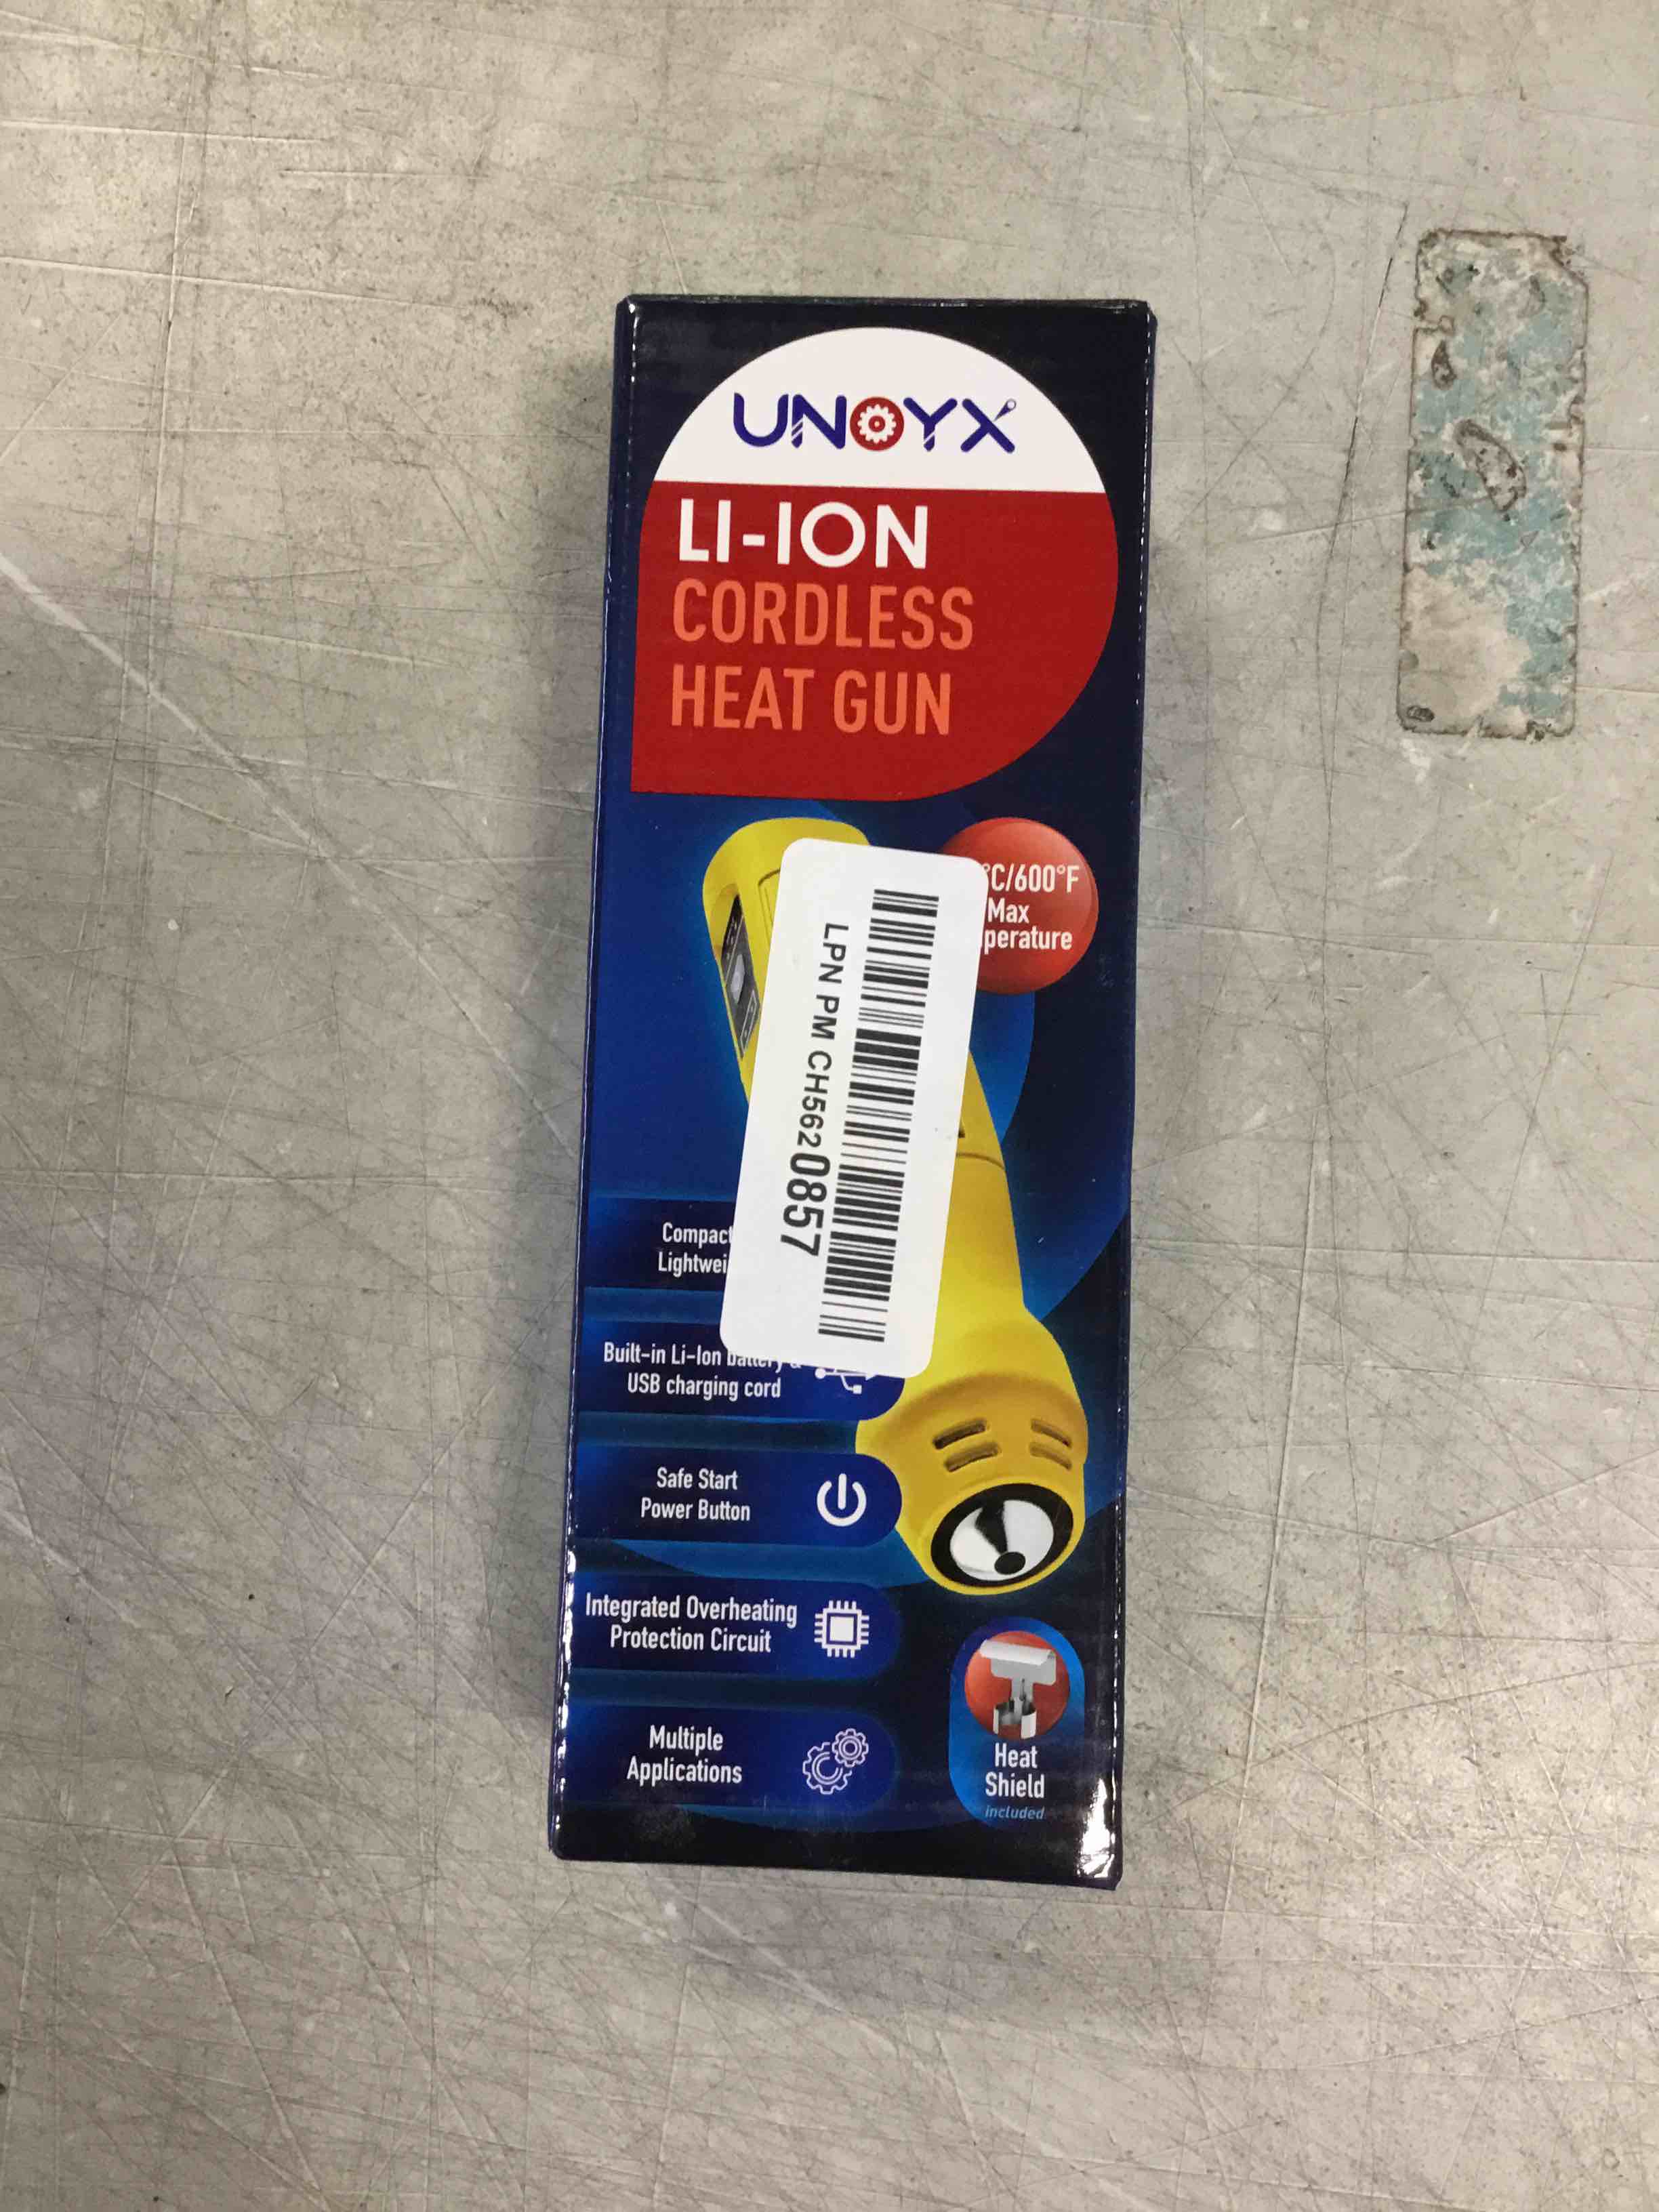 UNOYX
LI-ION
CORDLESS
HEAT GUN
°C/600°F
Max
perature
LPN PM CH5620857
Compact
Lightwei
Built-in Li-Ion battery &
USB charging cord
Safe Start
Power Button
Integrated Overheating
Protection Circuit
Multiple
Applications
Heat
Shield
included